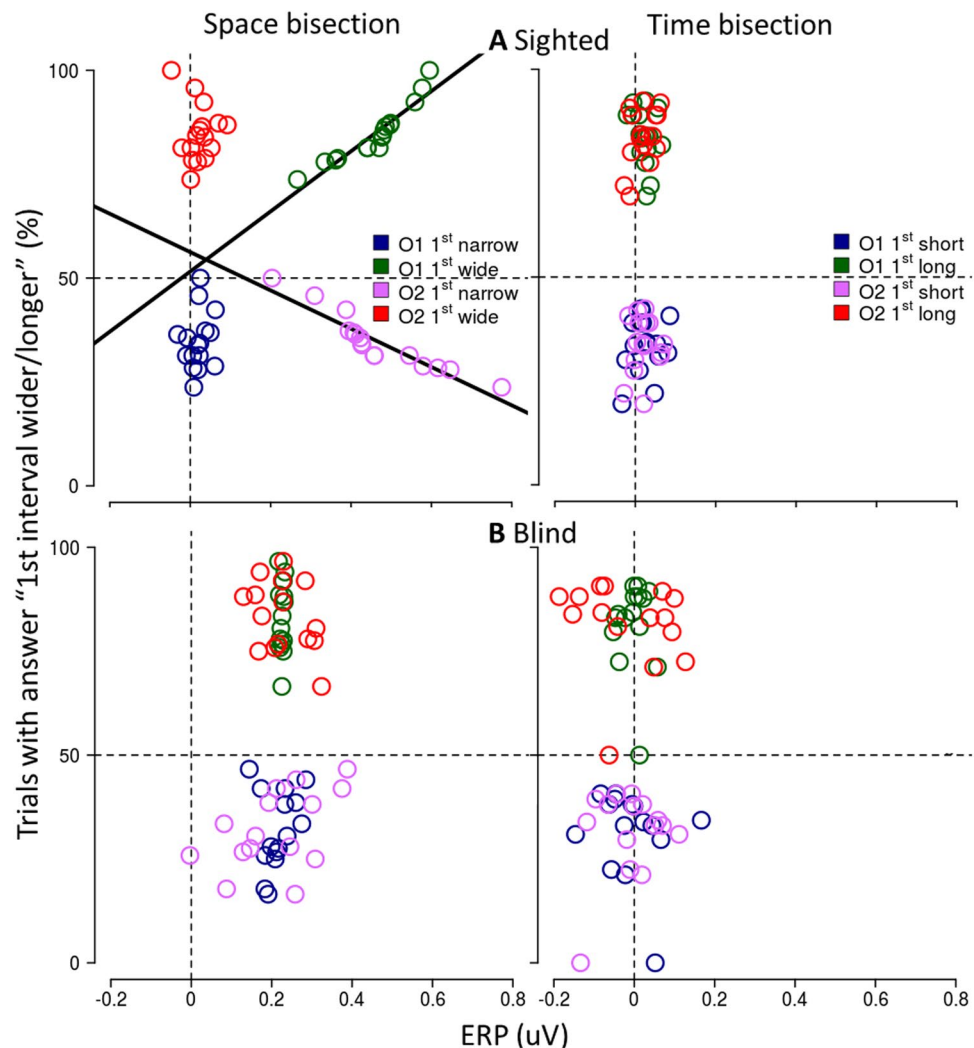 Space bisection
Time bisection
A Sighted
Trials with answer “1st interval wider/longer” (%)
100
50
0
O1 1st narrow
O1 1st wide
O2 1st narrow
O2 1st wide
O1 1st short
O1 1st long
O2 1st short
O2 1st long
B Blind
100
50
0
-0.2 0 0.2 0.4 0.6 0.8
-0.2 0 0.2 0.4 0.6 0.8
ERP (uV)